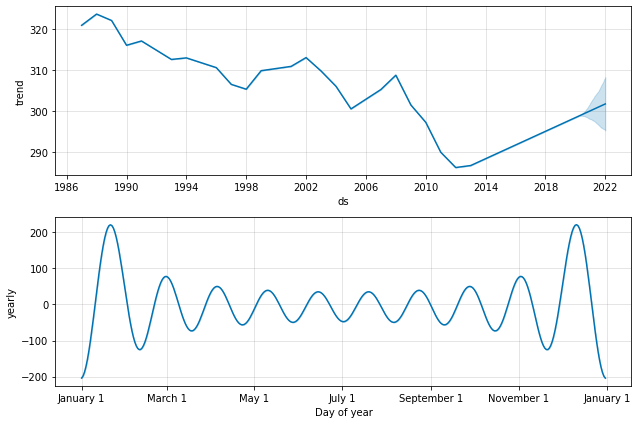 320
310
300
290
trend
1986 1990 1994 1998 2002 2006 2010 2014 2018 2022
ds
200
100
0
−100
−200
yearly
January 1 March 1 May 1 July 1 September 1 November 1 January 1
Day of year